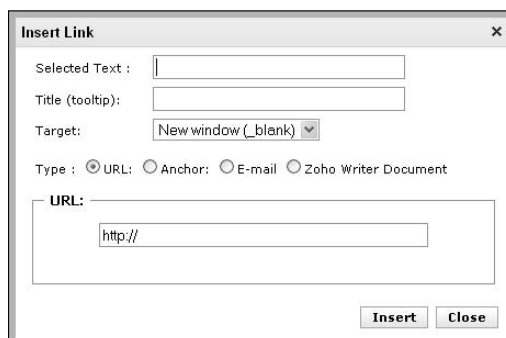 Insert Link
Selected Text :
Title (tooltip):
Target: New window (_blank)
Type : URL: Anchor: E-mail Zoho Writer Document
URL:
http://
Insert Close